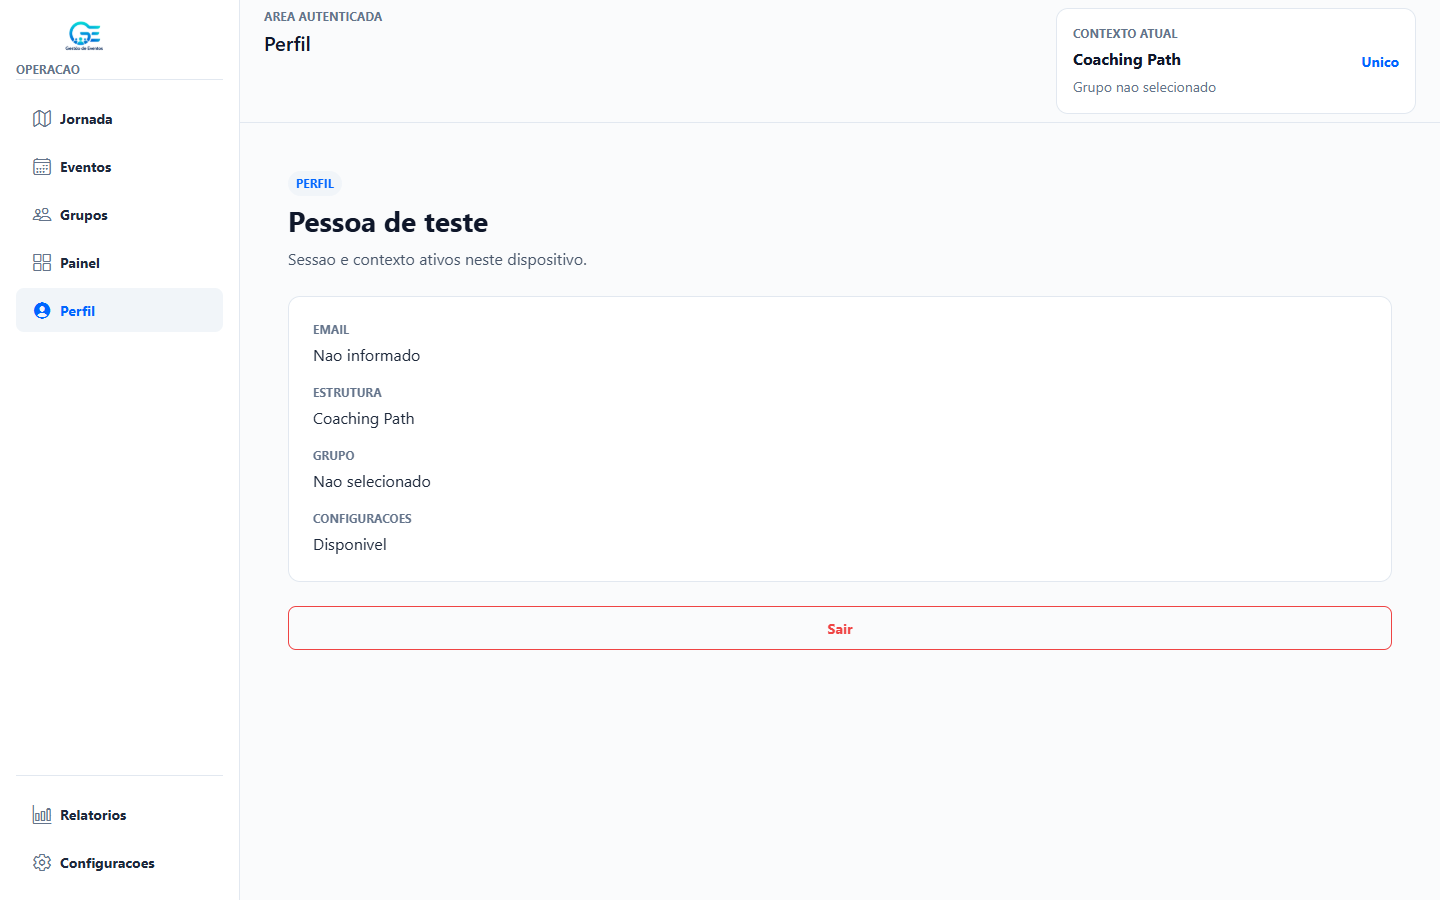 Gestão de Eventos
OPERACAO
Jornada
Eventos
Grupos
Painel
Perfil
Relatorios
Configuracoes
AREA AUTENTICADA
Perfil
CONTEXTO ATUAL
Coaching Path
Unico
Grupo nao selecionado
PERFIL
Pessoa de teste
Sessao e contexto ativos neste dispositivo.
EMAIL
Nao informado
ESTRUTURA
Coaching Path
GRUPO
Nao selecionado
CONFIGURACOES
Disponivel
Sair